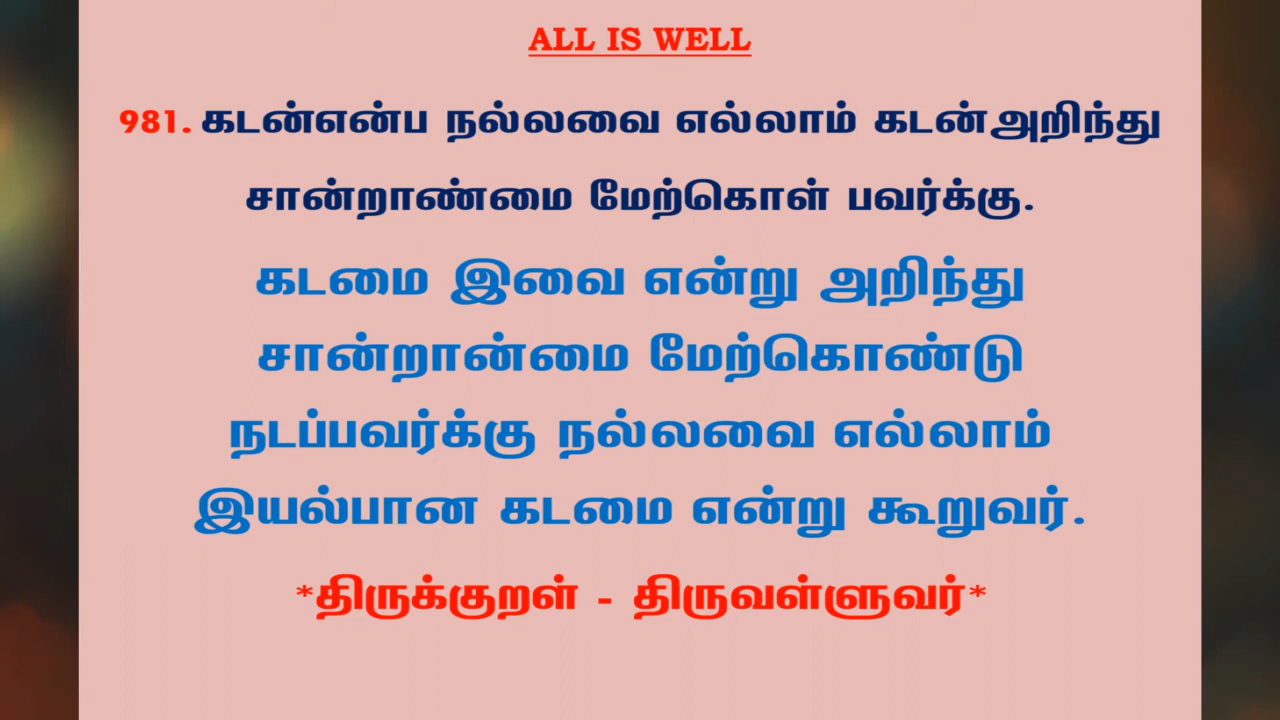 ALL IS WELL
981. கடன்என்ப நல்லவை எல்லாம் கடன்அறிந்து
சான்றாண்மை மேற்கொள் பவர்க்கு.
கடமை இவை என்று அறிந்து
சான்றான்மை மேற்கொண்டு
நடப்பவர்க்கு நல்லவை எல்லாம்
இயல்பான கடமை என்று கூறுவர்.
*திருக்குறள் - திருவள்ளுவர்*